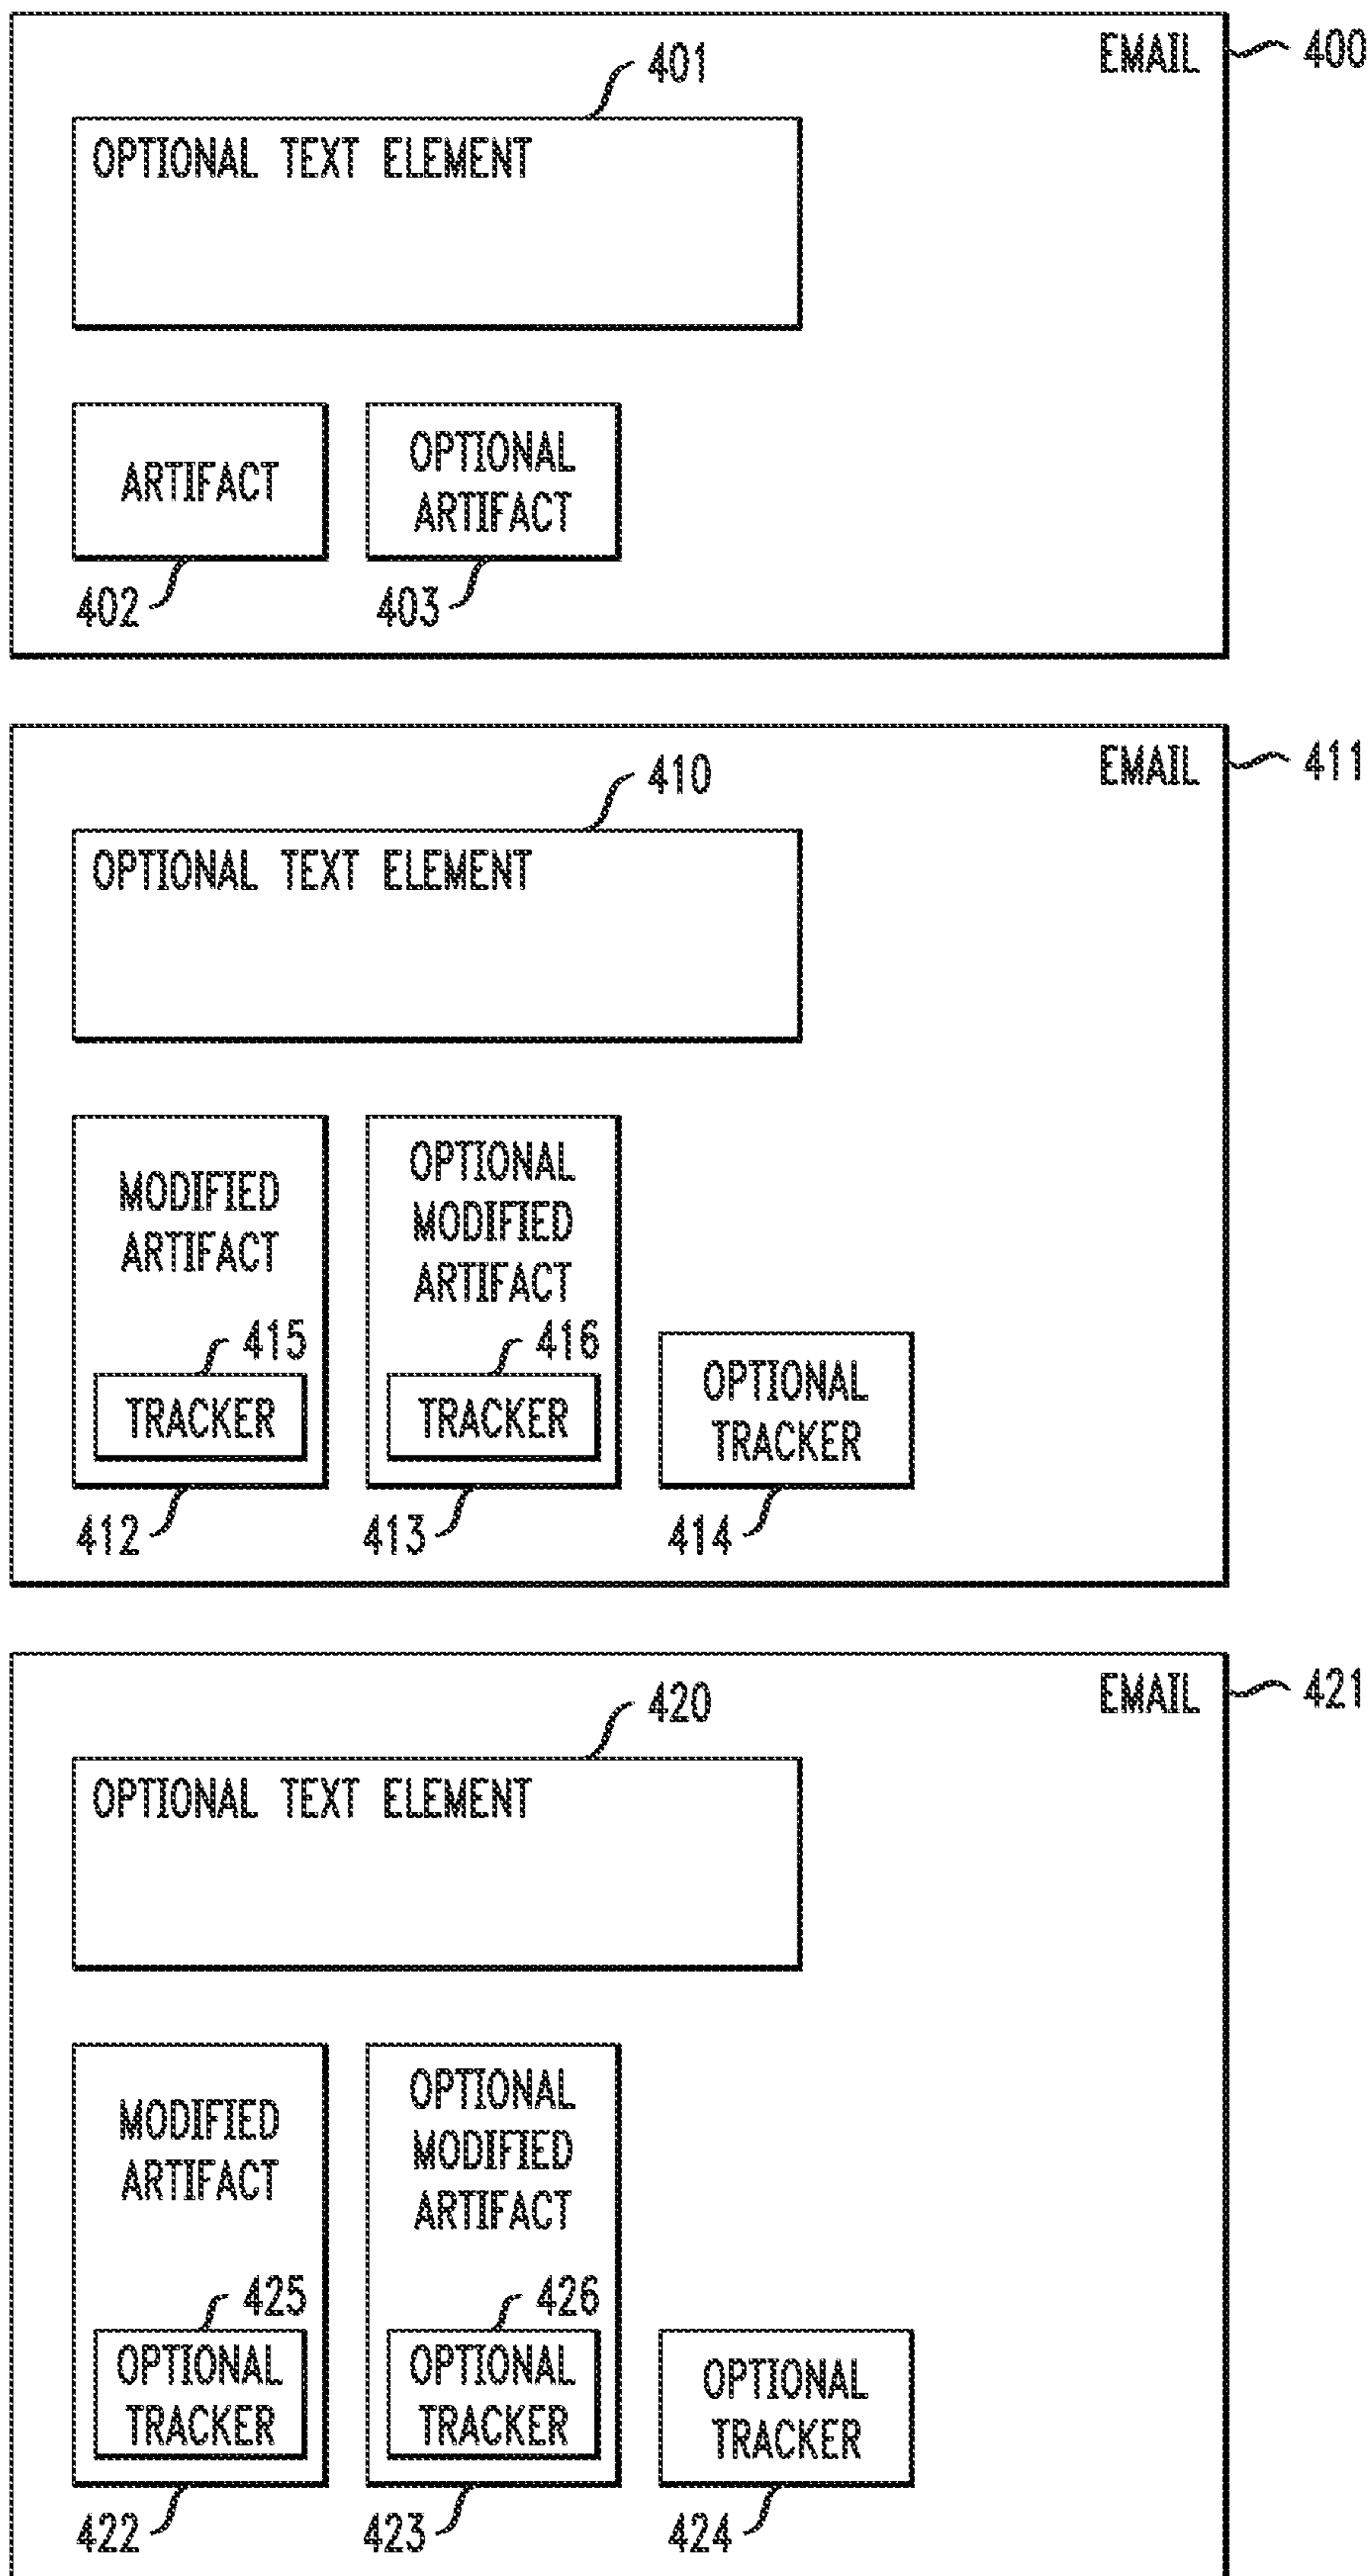 EMAIL 400
401
OPTIONAL TEXT ELEMENT
ARTIFACT
OPTIONAL
ARTIFACT
402
403
EMAIL 411
410
OPTIONAL TEXT ELEMENT
MODIFIED
ARTIFACT
415
TRACKER
412
OPTIONAL
MODIFIED
ARTIFACT
416
TRACKER
413
OPTIONAL
TRACKER
414
EMAIL 421
420
OPTIONAL TEXT ELEMENT
MODIFIED
ARTIFACT
425
OPTIONAL
TRACKER
422
OPTIONAL
MODIFIED
ARTIFACT
426
OPTIONAL
TRACKER
423
OPTIONAL
TRACKER
424